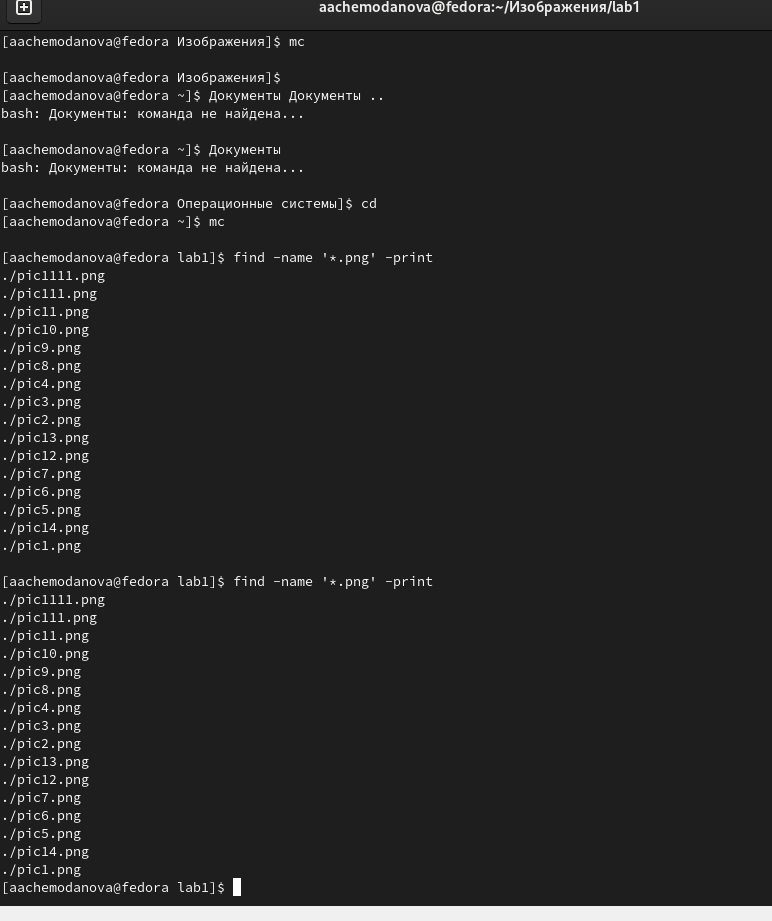 aachemodanova@fedora:~/Изображения/lab1
[aachemodanova@fedora Изображения]$ mc
[aachemodanova@fedora Изображения]$
[aachemodanova@fedora ~]$ Документы Документы ..
bash: Документы: команда не найдена...
[aachemodanova@fedora ~]$ Документы
bash: Документы: команда не найдена...
[aachemodanova@fedora Операционные системы]$ cd
[aachemodanova@fedora ~]$ mc
[aachemodanova@fedora lab1]$ find -name '*.png' -print
./pic1111.png
./pic111.png
./pic11.png
./pic10.png
./pic9.png
./pic8.png
./pic4.png
./pic3.png
./pic2.png
./pic13.png
./pic12.png
./pic7.png
./pic6.png
./pic5.png
./pic14.png
./pic1.png
[aachemodanova@fedora lab1]$ find -name '*.png' -print
./pic1111.png
./pic111.png
./pic11.png
./pic10.png
./pic9.png
./pic8.png
./pic4.png
./pic3.png
./pic2.png
./pic13.png
./pic12.png
./pic7.png
./pic6.png
./pic5.png
./pic14.png
./pic1.png
[aachemodanova@fedora lab1]$